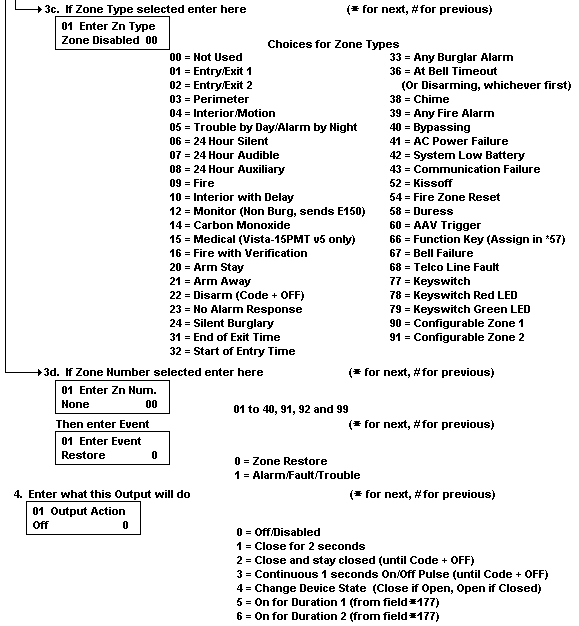 3c. If Zone Type selected enter here (* for next, # for previous)
01 Enter Zn Type
Zone Disabled 00
Choices for Zone Types
00 = Not Used
01 = Entry/Exit 1
02 = Entry/Exit 2
03 = Perimeter
04 = Interior/Motion
05 = Trouble by Day/Alarm by Night
06 = 24 Hour Silent
07 = 24 Hour Audible
08 = 24 Hour Auxiliary
09 = Fire
10 = Interior with Delay
12 = Monitor (Non Burg, sends E150)
14 = Carbon Monoxide
15 = Medical (Vista-15PMT v5 only)
16 = Fire with Verification
20 = Arm Stay
21 = Arm Away
22 = Disarm (Code + OFF)
23 = No Alarm Response
24 = Silent Burglary
31 = End of Exit Time
32 = Start of Entry Time
33 = Any Burglar Alarm
36 = At Bell Timeout
(Or Disarming, whichever first)
38 = Chime
39 = Any Fire Alarm
40 = Bypassing
41 = AC Power Failure
42 = System Low Battery
43 = Communication Failure
52 = Kissoff
54 = Fire Zone Reset
58 = Duress
60 = AAV Trigger
66 = Function Key (Assign in *57)
67 = Bell Failure
68 = Telco Line Fault
77 = Keyswitch
78 = Keyswitch Red LED
79 = Keyswitch Green LED
90 = Configurable Zone 1
91 = Configurable Zone 2
3d. If Zone Number selected enter here (* for next, # for previous)
01 Enter Zn Num.
None 00
01 to 40, 91, 92 and 99
Then enter Event (* for next, # for previous)
01 Enter Event
Restore 0
0 = Zone Restore
1 = Alarm/Fault/Trouble
4. Enter what this Output will do (* for next, # for previous)
01 Output Action
Off 0
0 = Off/Disabled
1 = Close for 2 seconds
2 = Close and stay closed (until Code + OFF)
3 = Continuous 1 seconds On/Off Pulse (until Code + OFF)
4 = Change Device State (Close if Open, Open if Closed)
5 = On for Duration 1 (from field *177)
6 = On for Duration 2 (from field *177)